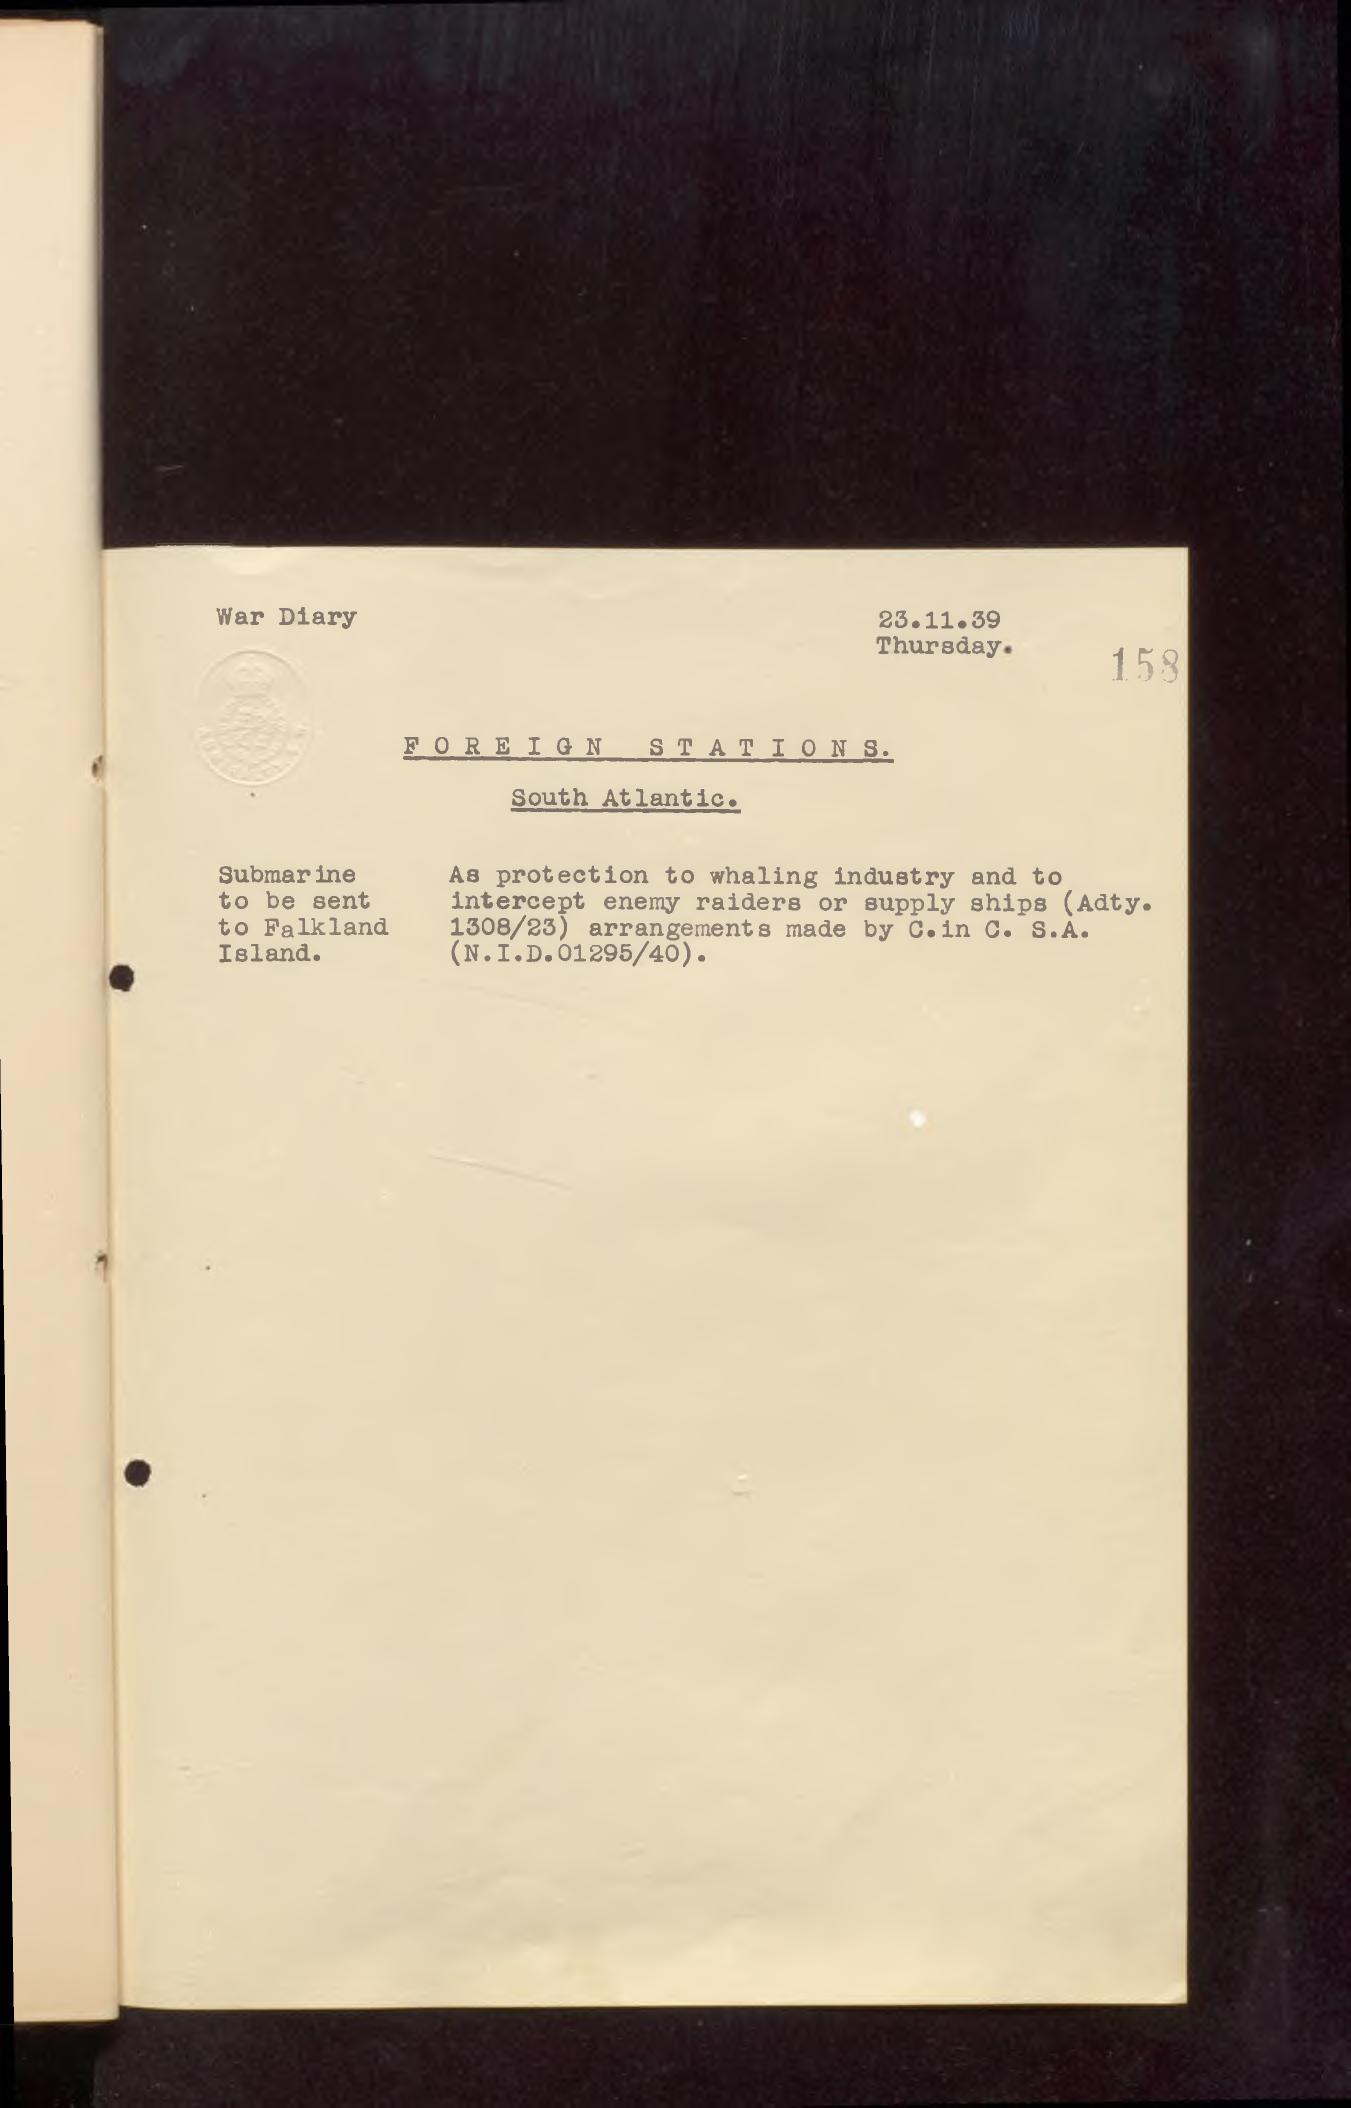 War Diary
23.11.39
Thursday.
158
FOREIGN STATIONS.
South Atlantic.
Submarine
to be sent
to Falkland
Island.
As protection to whaling industry and to
intercept enemy raiders or supply ships (Adty.
1308/23) arrangements made by C.in C. S.A.
(N.I.D.01295/40).